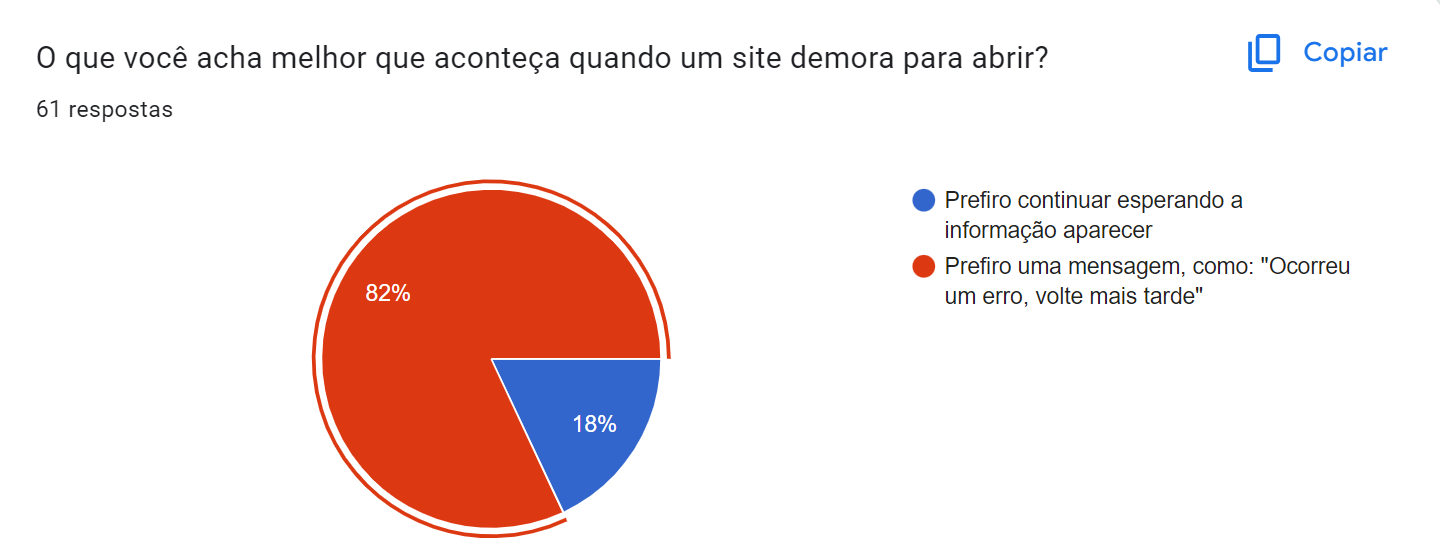 O que você acha melhor que aconteça quando um site demora para abrir?
Copiar
61 respostas
Prefiro continuar esperando a
informação aparecer
Prefiro uma mensagem, como: "Ocorreu
um erro, volte mais tarde"
82%
18%